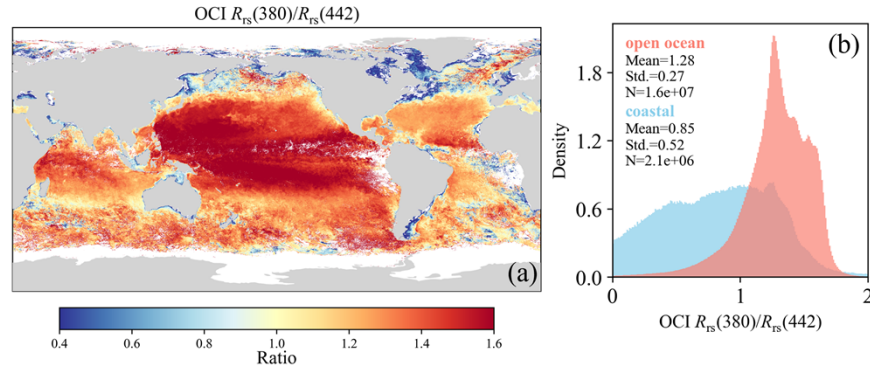 OCI Rrs(380)/Rrs(442)
(a)
0.4 0.6 0.8 1.0 1.2 1.4 1.6
Ratio
(b)
open ocean
Mean=1.28
Std.=0.27
N=1.6e+07
coastal
Mean=0.85
Std.=0.52
N=2.1e+06
Density
1.8
1.2
0.6
0.0
0 1 2
OCI Rrs(380)/Rrs(442)